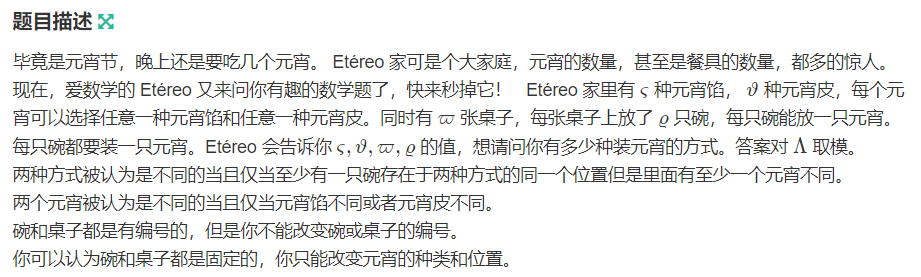 题目描述
毕竟是元宵节，晚上还是要吃几个元宵。 Etéreo 家可是个大家庭，元宵的数量，甚至是餐具的数量，都多的惊人。
现在，爱数学的 Etéreo 又来问你有趣的数学题了，快来秒掉它！ Etéreo 家里有 ς 种元宵馅， ϑ 种元宵皮，每个元
宵可以选择任意一种元宵馅和任意一种元宵皮。同时有 ϖ 张桌子，每张桌子上放了 ϱ 只碗，每只碗能放一只元宵。
每只碗都要装一只元宵。Etéreo 会告诉你 ς, ϑ, ϖ, ϱ 的值，想请问你有多少种装元宵的方式。答案对 Λ 取模。
两种方式被认为是不同的当且仅当至少有一只碗存在于两种方式的同一个位置但是里面有至少一个元宵不同。
两个元宵被认为是不同的当且仅当元宵馅不同或者元宵皮不同。
碗和桌子都是有编号的，但是你不能改变碗或桌子的编号。
你可以认为碗和桌子都是固定的，你只能改变元宵的种类和位置。